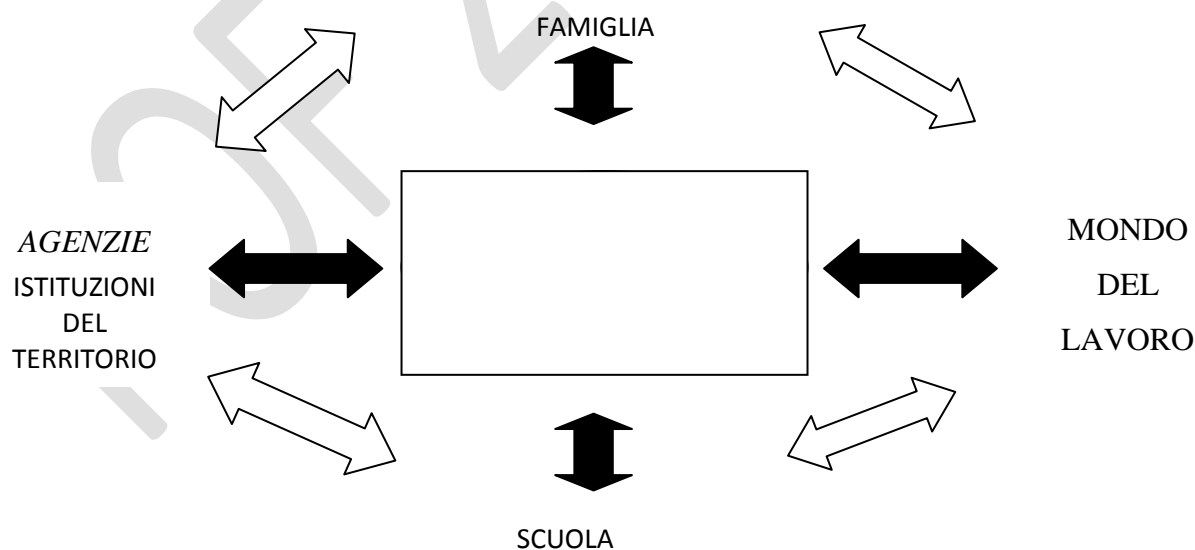 FAMIGLIA
AGENZIE
ISTITUZIONI
DEL
TERRITORIO
MONDO
DEL
LAVORO
SCUOLA